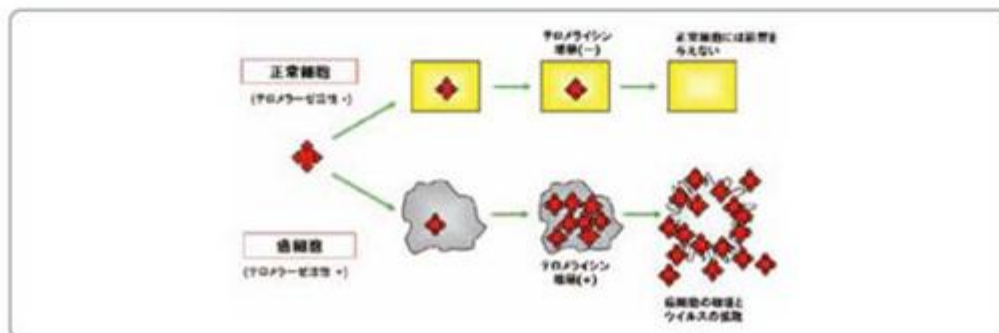 正常細胞
(テロメラーゼ活性 -)
テロメライシン
増殖(-)
正常細胞には影響を
与えない
癌細胞
(テロメラーゼ活性 +)
テロメライシン
増殖(+)
癌細胞の破壊と
ウイルスの拡散